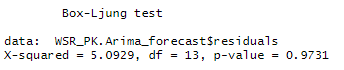 Box-Ljung test
data:  WSR_PK.Arima_forecast$residuals
X-squared = 5.0929, df = 13, p-value = 0.9731